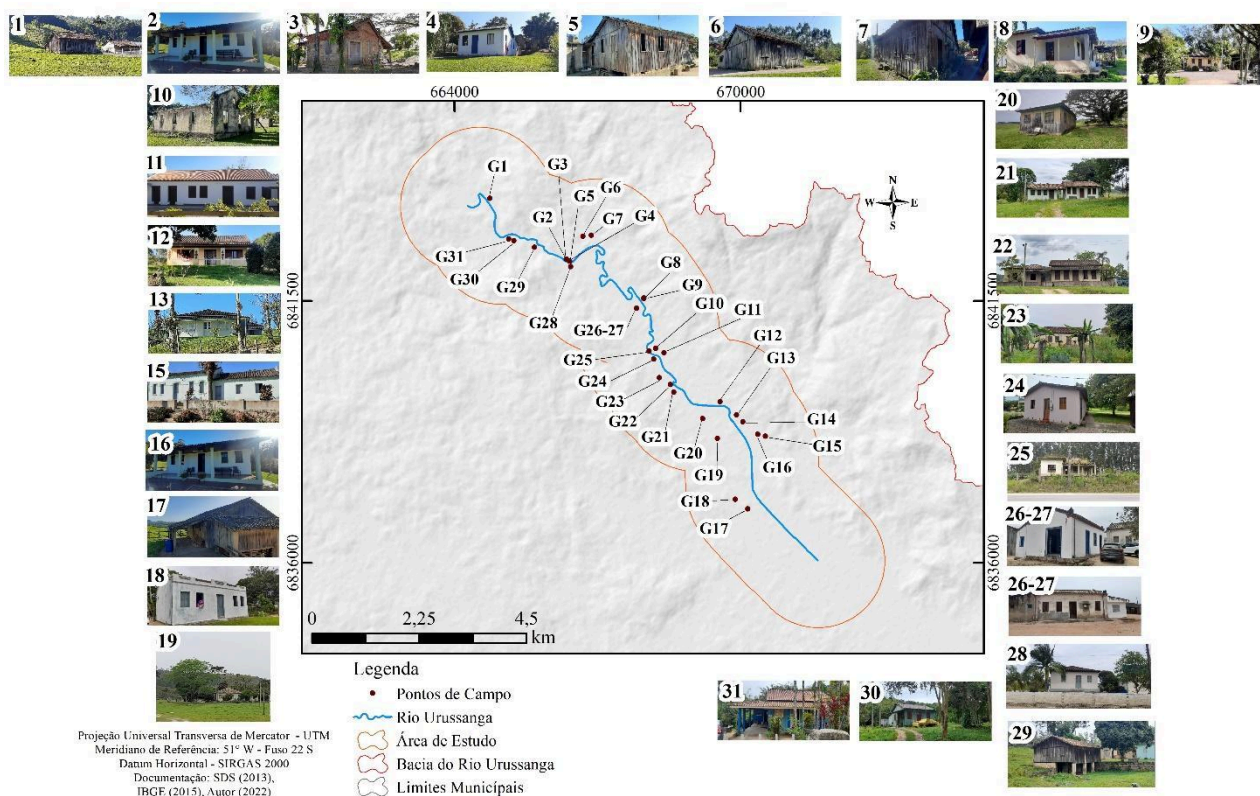 1
2
3
4
5
6
7
8
9
10
11
12
13
15
16
17
18
19
20
21
22
23
24
25
26-27
26-27
28
29
30
31
664000
670000
6841500
6841500
6836000
6836000
N
W E
S
G1
G2
G3
G5
G6
G7
G4
G31
G30
G29
G28
G8
G9
G10
G11
G26-27
G25
G24
G23
G22
G21
G12
G13
G14
G15
G16
G20
G19
G18
G17
0 2,25 4,5
km
Legenda
Pontos de Campo
Rio Urussanga
Área de Estudo
Bacia do Rio Urussanga
Limites Municípais
Projeção Universal Transversa de Mercator - UTM
Meridiano de Referência: 51° W - Fuso 22 S
Datum Horizontal - SIRGAS 2000
Documentação: SDS (2013),
IBGE (2015), Autor (2022)